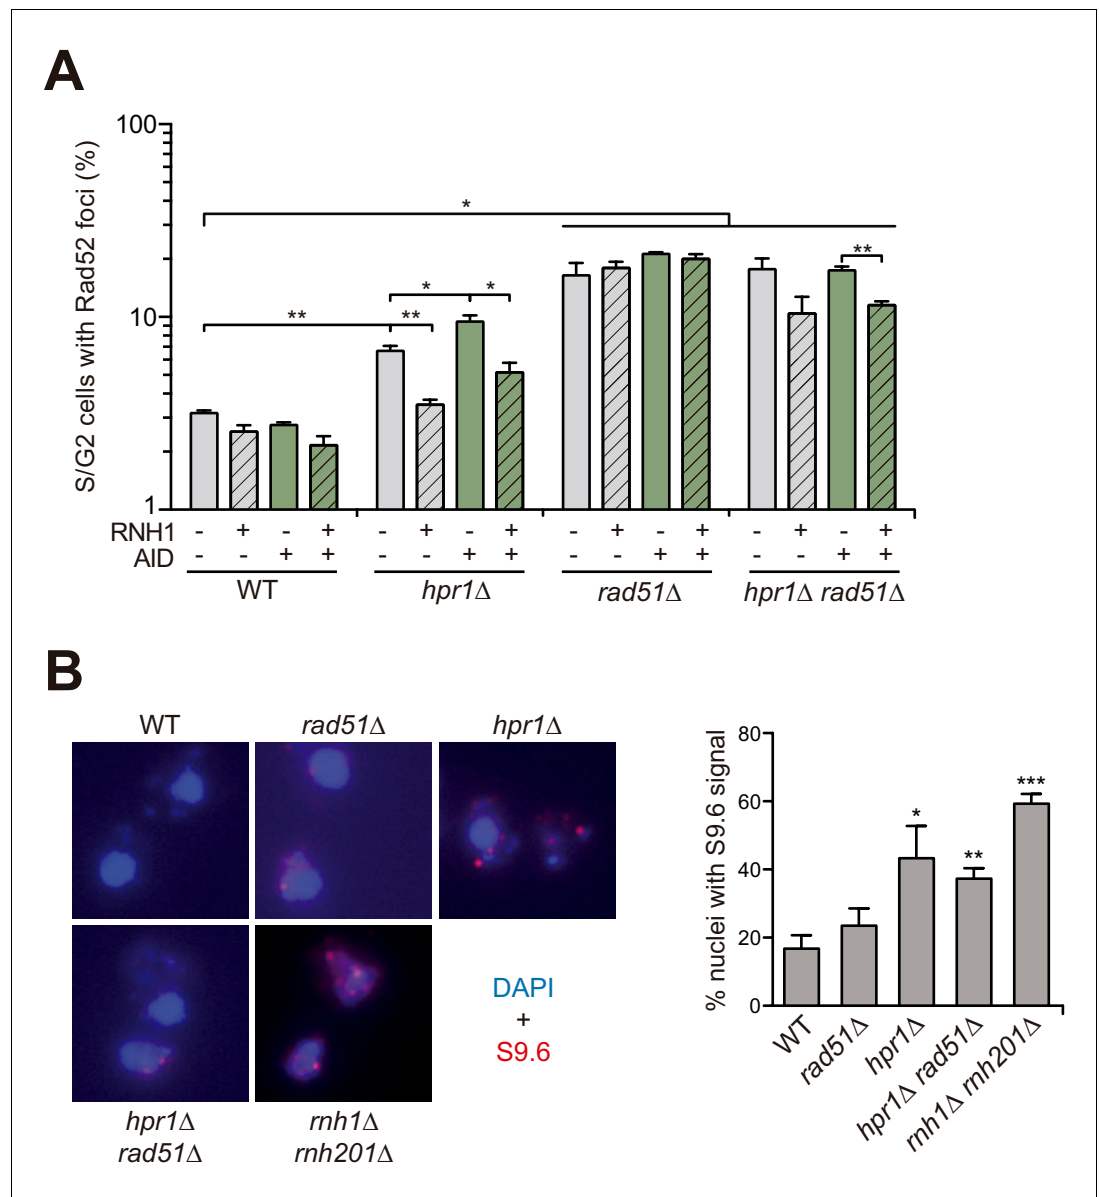 A
S/G2 cells with Rad52 foci (%)
100
10
1
*
**
*
*
**
**
RNH1 - + - + - + - + - + - + - + - +
AID - - + + - - + + - - + + - - + +
WT hpr1Δ rad51Δ hpr1Δ rad51Δ
B
WT rad51Δ hpr1Δ
DAPI
+
S9.6
hpr1Δ
rad51Δ
rnh1Δ
rnh201Δ
% nuclei with S9.6 signal
80
60
40
20
0
*
**
***
WT
rad51Δ
hpr1Δ
hpr1Δ rad51Δ
rnh1Δ rnh201Δ